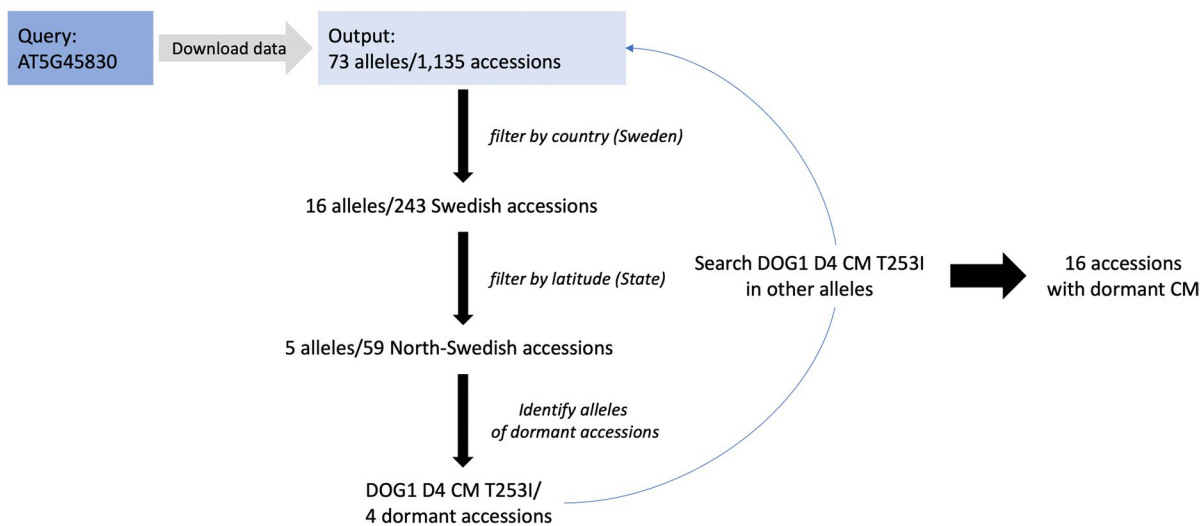 Query:
AT5G45830
Download data
Output:
73 alleles/1,135 accessions
filter by country (Sweden)
16 alleles/243 Swedish accessions
filter by latitude (State)
5 alleles/59 North-Swedish accessions
Identify alleles
of dormant accessions
DOG1 D4 CM T253I/
4 dormant accessions
Search DOG1 D4 CM T253I
in other alleles
16 accessions
with dormant CM